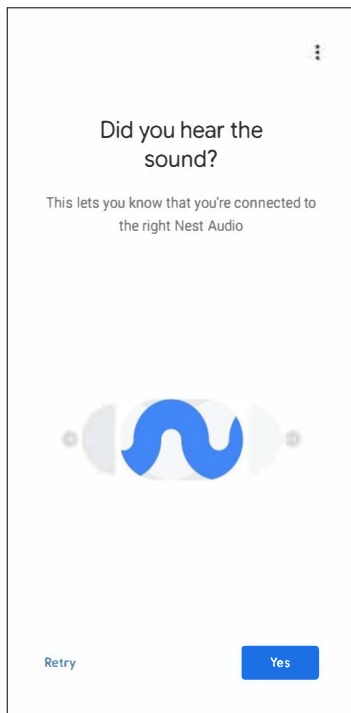 Did you hear the
sound?
This lets you know that you're connected to
the right Nest Audio
Retry
Yes